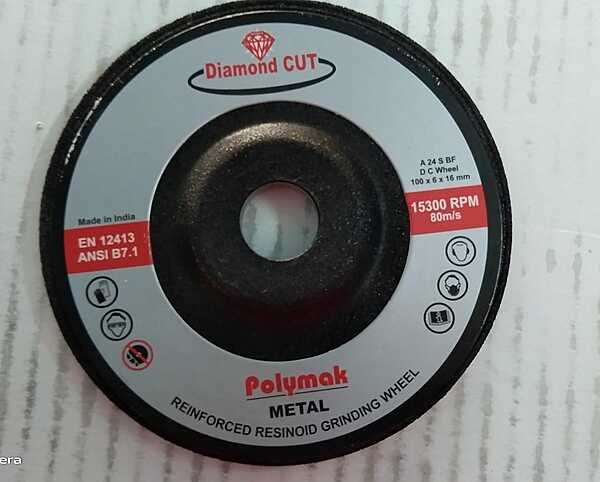 Diamond CUT
A 24 S BF
D C Wheel
100 x 6 x 16 mm
15300 RPM
80m/s
Made in India
EN 12413
ANSI B7.1
Polymak
METAL
REINFORCED RESINOID GRINDING WHEEL
era